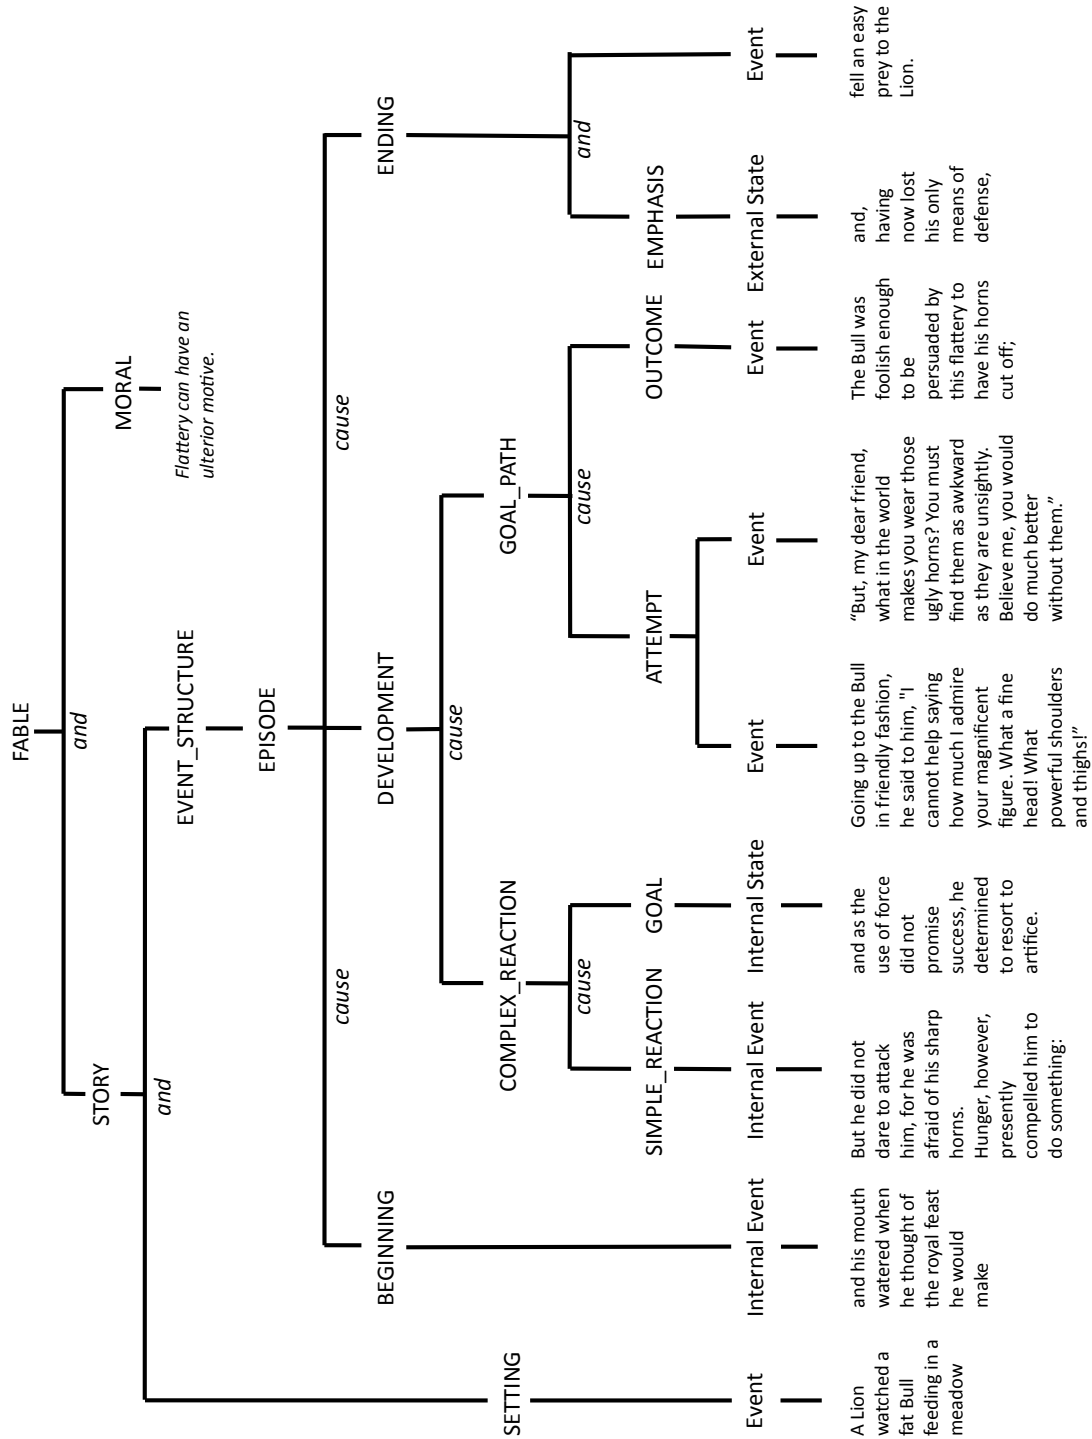 FABLE
and
STORY
MORAL
Flattery can have an
ulterior motive.
and
EVENT_STRUCTURE
EPISODE
cause
cause
SETTING
BEGINNING
DEVELOPMENT
ENDING
cause
and
COMPLEX_REACTION
GOAL_PATH
cause
cause
SIMPLE_REACTION
GOAL
ATTEMPT
OUTCOME
EMPHASIS
Event
Internal Event
Internal Event
Internal State
Event
Event
Event
External State
Event
A Lion
watched a
fat Bull
feeding in a
meadow
and his mouth
watered when
he thought of
the royal feast
he would
make
But he did not
dare to attack
him, for he was
afraid of his sharp
horns.
Hunger, however,
presently
compelled him to
do something:
and as the
use of force
did not
promise
success, he
determined
to resort to
artifice.
Going up to the Bull
in friendly fashion,
he said to him, "I
cannot help saying
how much I admire
your magnificent
figure. What a fine
head! What
powerful shoulders
and thighs!”
“But, my dear friend,
what in the world
makes you wear those
ugly horns? You must
find them as awkward
as they are unsightly.
Believe me, you would
do much better
without them.”
The Bull was
foolish enough
to be
persuaded by
this flattery to
have his horns
cut off;
and,
having
now lost
his only
means of
defense,
fell an easy
prey to the
Lion.